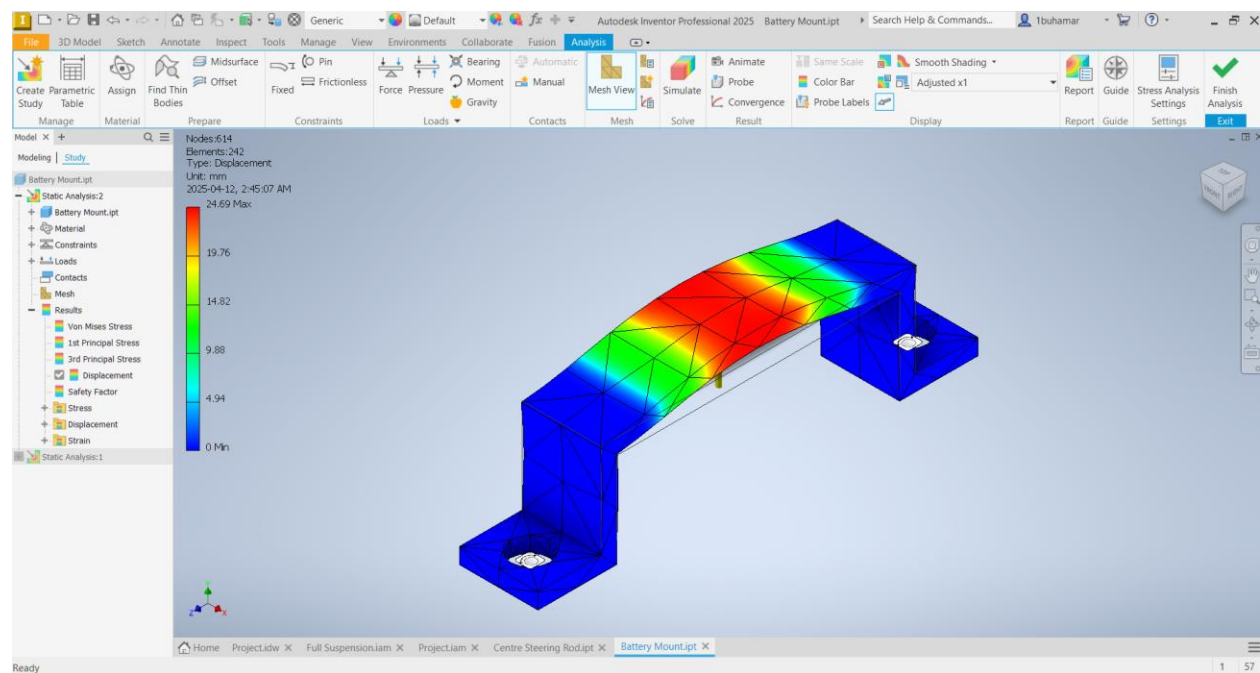 Generic
Default
Autodesk Inventor Professional 2025 Battery Mount.ipt
Search Help & Commands...
1buhamar
File 3D Model Sketch Annotate Inspect Tools Manage View Environments Collaborate Fusion Analysis
Create Study
Parametric Table
Manage
Assign
Material
Find Thin Bodies
Midsurface
Offset
Prepare
Fixed
Pin
Frictionless
Constraints
Force
Pressure
Bearing
Moment
Gravity
Loads
Automatic
Manual
Contacts
Mesh View
Mesh
Simulate
Solve
Animate
Probe
Convergence
Result
Same Scale
Color Bar
Probe Labels
Smooth Shading
Adjusted x1
Display
Report
Report
Guide
Guide
Stress Analysis Settings
Settings
Finish Analysis
Exit
Model
Modeling | Study
Battery Mount.ipt
Static Analysis:2
Battery Mount.ipt
Material
Constraints
Loads
Contacts
Mesh
Results
Von Mises Stress
1st Principal Stress
3rd Principal Stress
Displacement
Safety Factor
Stress
Displacement
Strain
Static Analysis:1
Nodes:614
Elements:242
Type: Displacement
Unit: mm
2025-04-12, 2:45:07 AM
24.69 Max
19.76
14.82
9.88
4.94
0 Min
Home Project.idw Full Suspension.iam Project.iam Centre Steering Rod.ipt Battery Mount.ipt
Ready
1 57